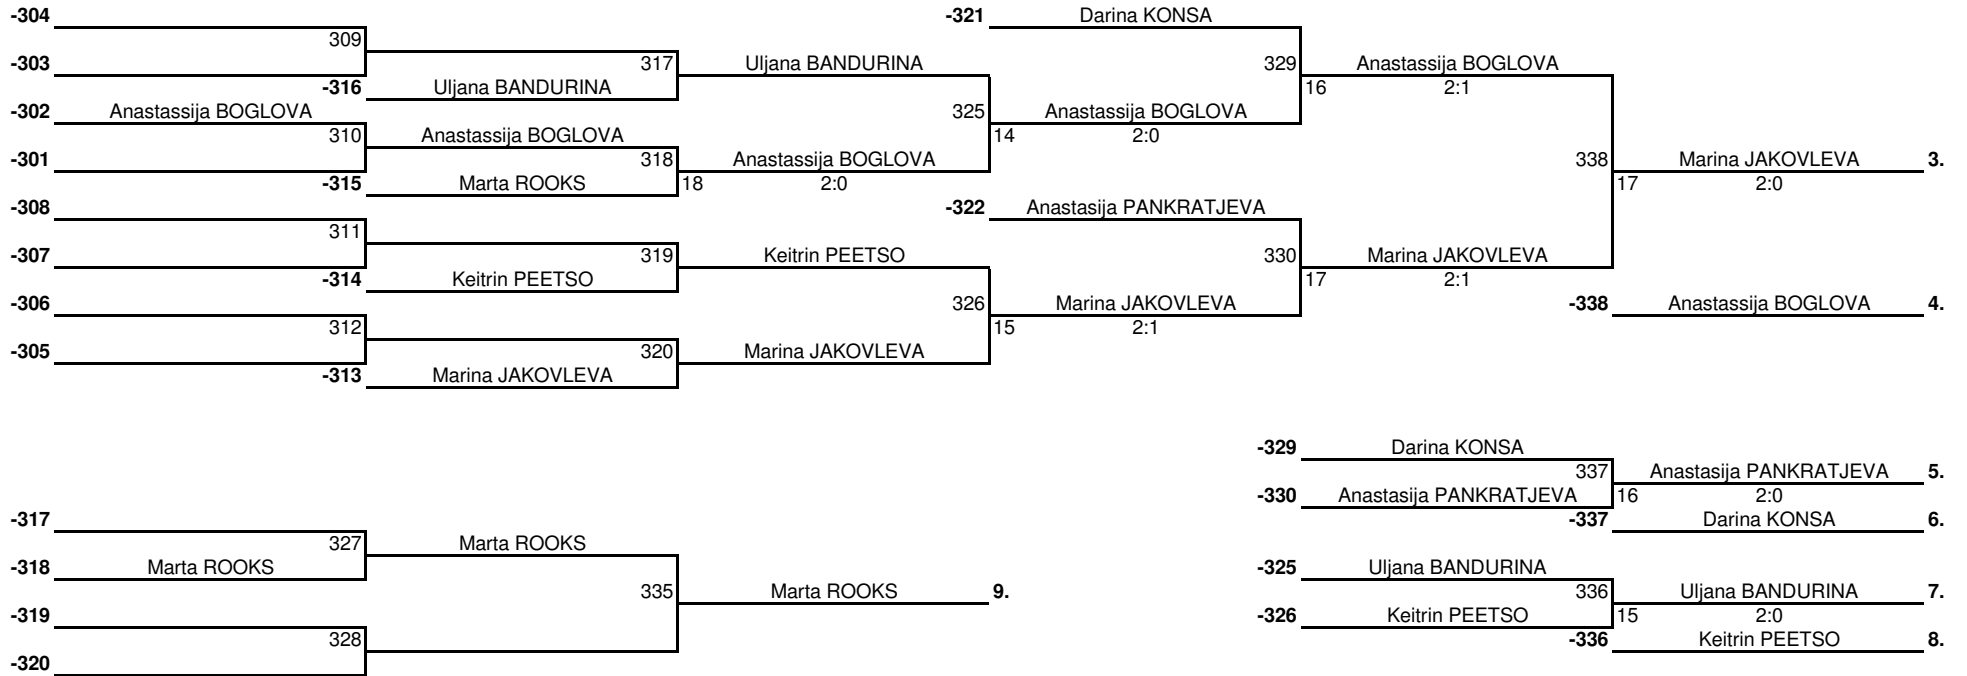 -304
-321 Darina KONSA
309
-303 317 Uljana BANDURINA 329 Anastassija BOGLOVA
-316 Uljana BANDURINA 16 2:1
-302 Anastassija BOGLOVA 325 Anastassija BOGLOVA
310 Anastassija BOGLOVA 14 2:0
-301 318 Anastassija BOGLOVA 338 Marina JAKOVLEVA 3.
-315 Marta ROOKS 18 2:0 17 2:0
-308 -322 Anastasija PANKRATJEVA
311
-307 319 Keitrin PEETSO 330 Marina JAKOVLEVA
-314 Keitrin PEETSO 17 2:1
-306 326 Marina JAKOVLEVA -338 Anastassija BOGLOVA 4.
312 15 2:1
-305 320 Marina JAKOVLEVA
-313 Marina JAKOVLEVA
-329 Darina KONSA
337 Anastasija PANKRATJEVA 5.
-330 Anastasija PANKRATJEVA 16 2:0
-317 -337 Darina KONSA 6.
327 Marta ROOKS
-318 Marta ROOKS -325 Uljana BANDURINA
335 Marta ROOKS 9. 336 Uljana BANDURINA 7.
-319 -326 Keitrin PEETSO 15 2:0
328 -336 Keitrin PEETSO 8.
-320